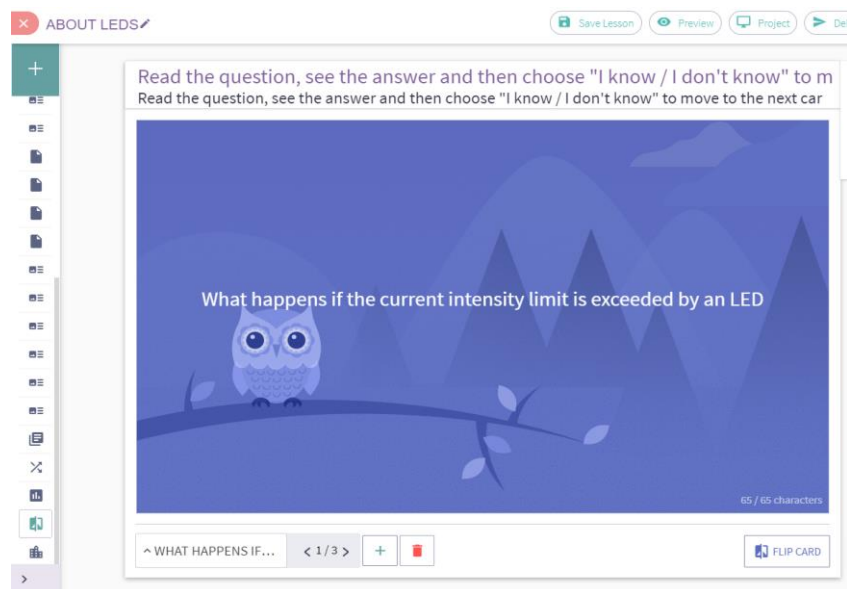 ABOUT LEDS
Save Lesson
Preview
Project
Read the question, see the answer and then choose "I know / I don't know" to m
Read the question, see the answer and then choose "I know / I don't know" to move to the next car
What happens if the current intensity limit is exceeded by an LED
65 / 65 characters
WHAT HAPPENS IF...
1 / 3
FLIP CARD